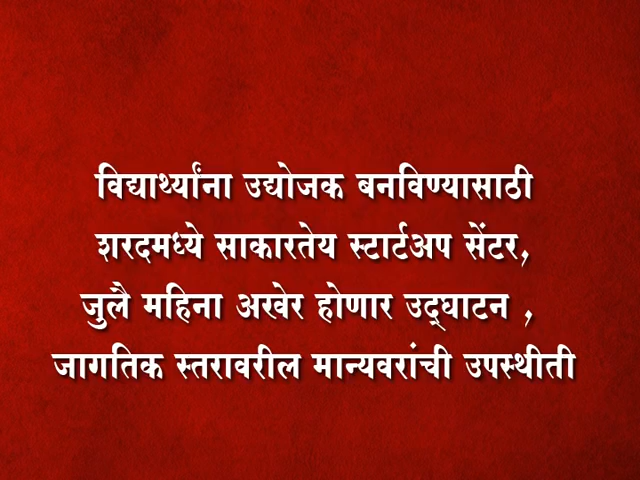 विद्यार्थ्यांना उद्योजक बनविण्यासाठी
शरदमध्ये साकारतेय स्टार्टअप सेंटर,
जुलै महिना अखेर होणार उद्‌घाटन ,
जागतिक स्तरावरील मान्यवरांची उपस्थीती